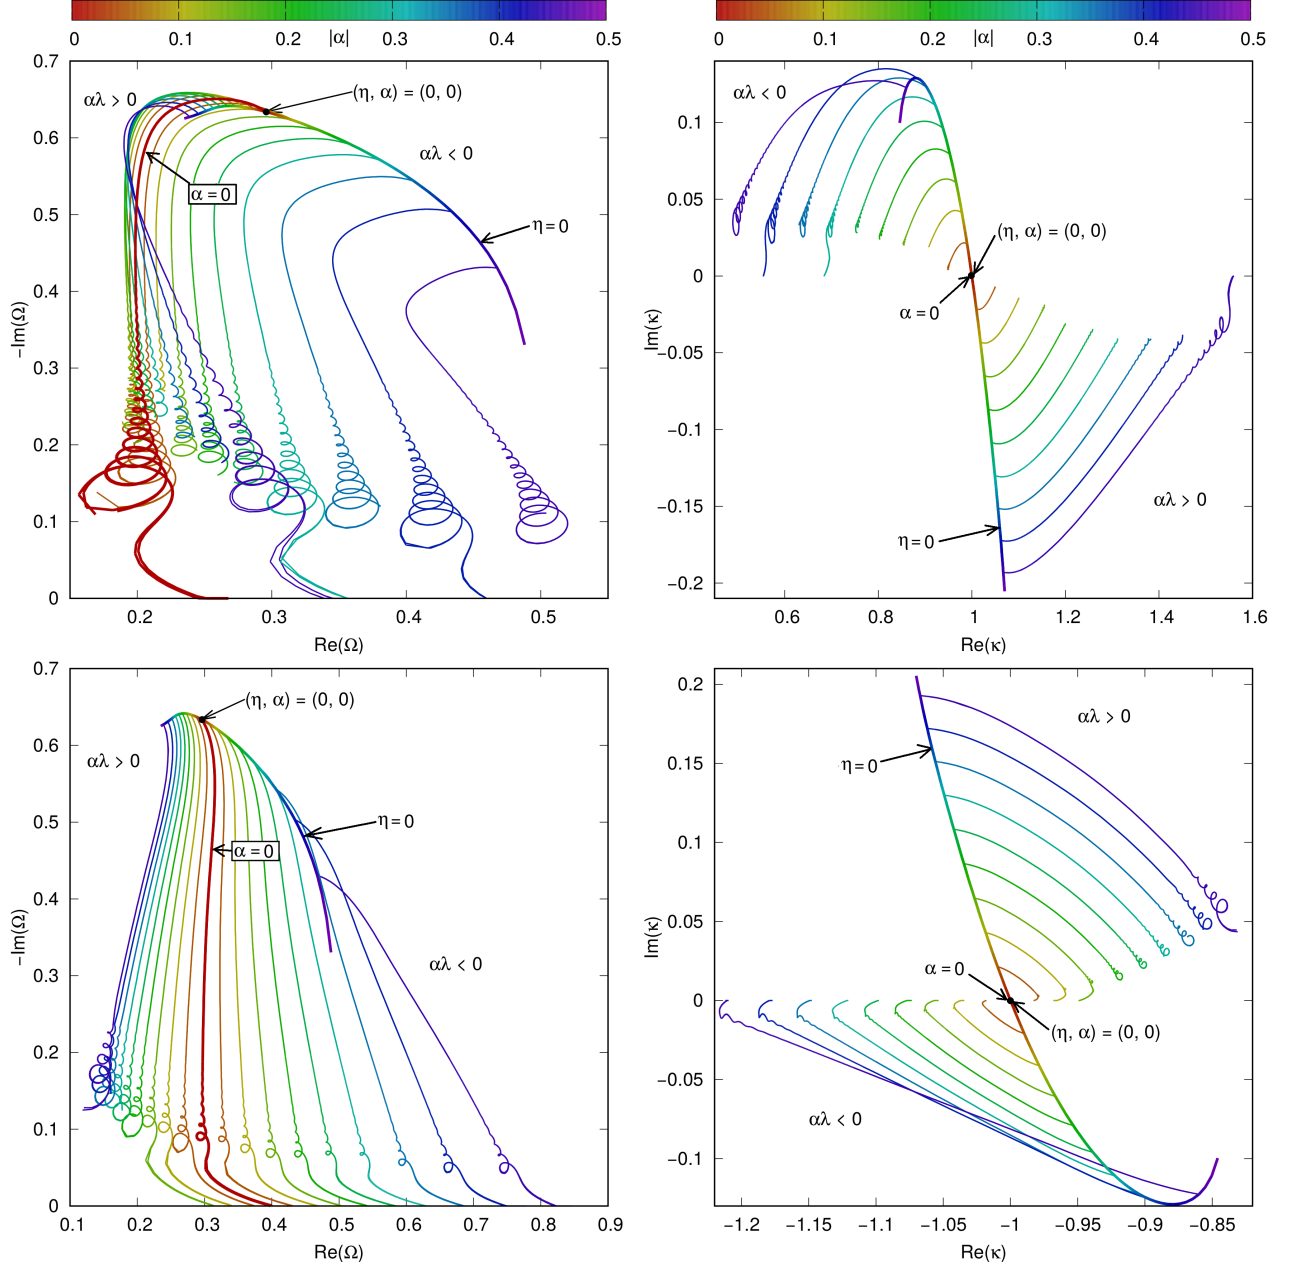 0 0.1 0.2 |α| 0.3 0.4 0.5
0 0.1 0.2 |α| 0.3 0.4 0.5
0.7
αλ > 0
(η, α) = (0, 0)
0.6
αλ < 0
α = 0
0.5
η = 0
0.4
−Im(Ω)
0.3
0.2
0.1
0
0.2 0.3 0.4 0.5
Re(Ω)
αλ < 0
0.1
0.05
(η, α) = (0, 0)
0
α = 0
Im(κ)
−0.05
−0.1
αλ > 0
−0.15
η = 0
−0.2
0.6 0.8 1 1.2 1.4 1.6
Re(κ)
0.7
(η, α) = (0, 0)
0.6
αλ > 0
0.5
η = 0
α = 0
0.4
−Im(Ω)
αλ < 0
0.3
0.2
0.1
0
0.1 0.2 0.3 0.4 0.5 0.6 0.7 0.8 0.9
Re(Ω)
0.2
αλ > 0
η = 0
0.15
0.1
0.05
Im(κ)
α = 0
0
(η, α) = (0, 0)
−0.05
αλ < 0
−0.1
−1.2 −1.15 −1.1 −1.05 −1 −0.95 −0.9 −0.85
Re(κ)